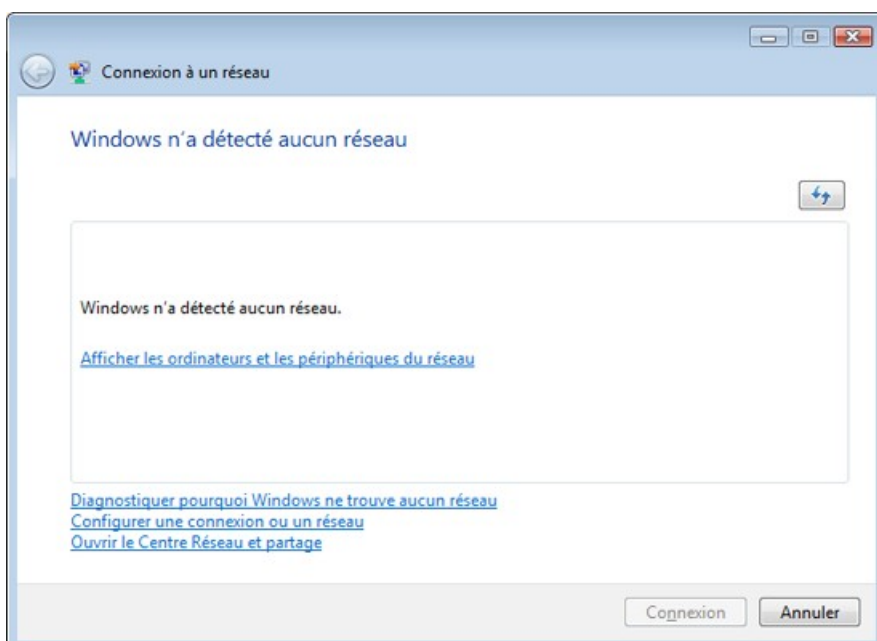 Connexion à un réseau
Windows n'a détecté aucun réseau
Windows n'a détecté aucun réseau.
Afficher les ordinateurs et les périphériques du réseau
Diagnostiquer pourquoi Windows ne trouve aucun réseau
Configurer une connexion ou un réseau
Ouvrir le Centre Réseau et partage
Connexion Annuler